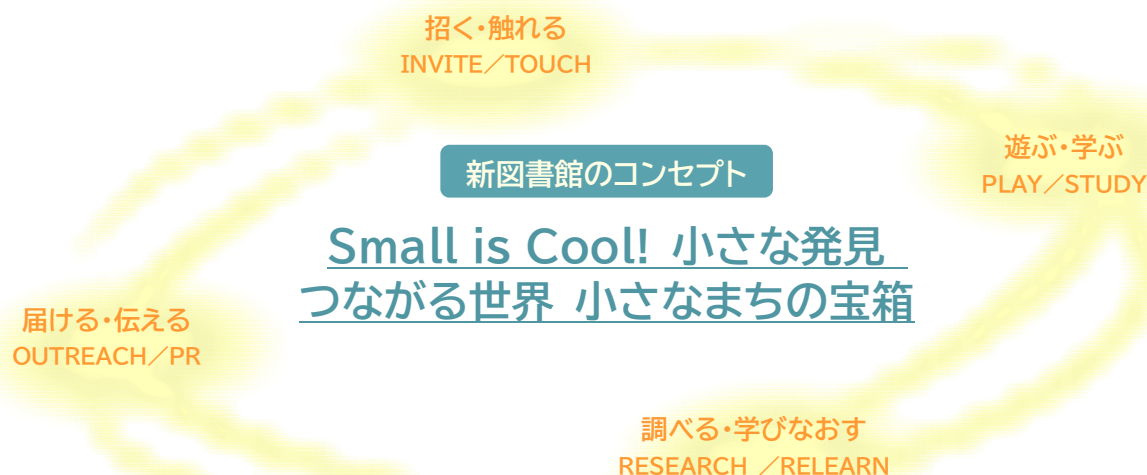 招く・触れる
INVITE／TOUCH
遊ぶ・学ぶ
PLAY／STUDY
新図書館のコンセプト
Small is Cool! 小さな発見
つながる世界 小さなまちの宝箱
届ける・伝える
OUTREACH／PR
調べる・学びなおす
RESEARCH ／RELEARN